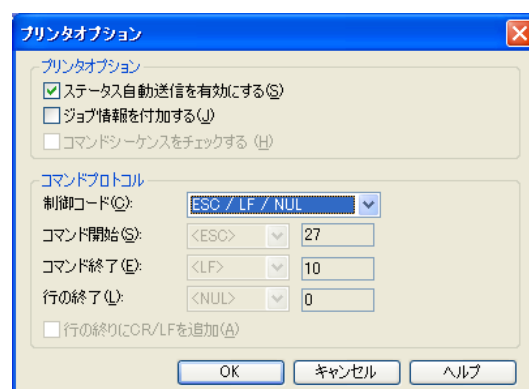 プリンタオプション
プリンタオプション
ステータス自動送信を有効にする(S)
ジョブ情報を付加する(J)
コマンドシーケンスをチェックする (H)
コマンドプロトコル
制御コード(C): ESC / LF / NUL
コマンド開始(S): <ESC> 27
コマンド終了(E): <LF> 10
行の終了(L): <NUL> 0
行の終りにCR/LFを追加(A)
OK キャンセル ヘルプ